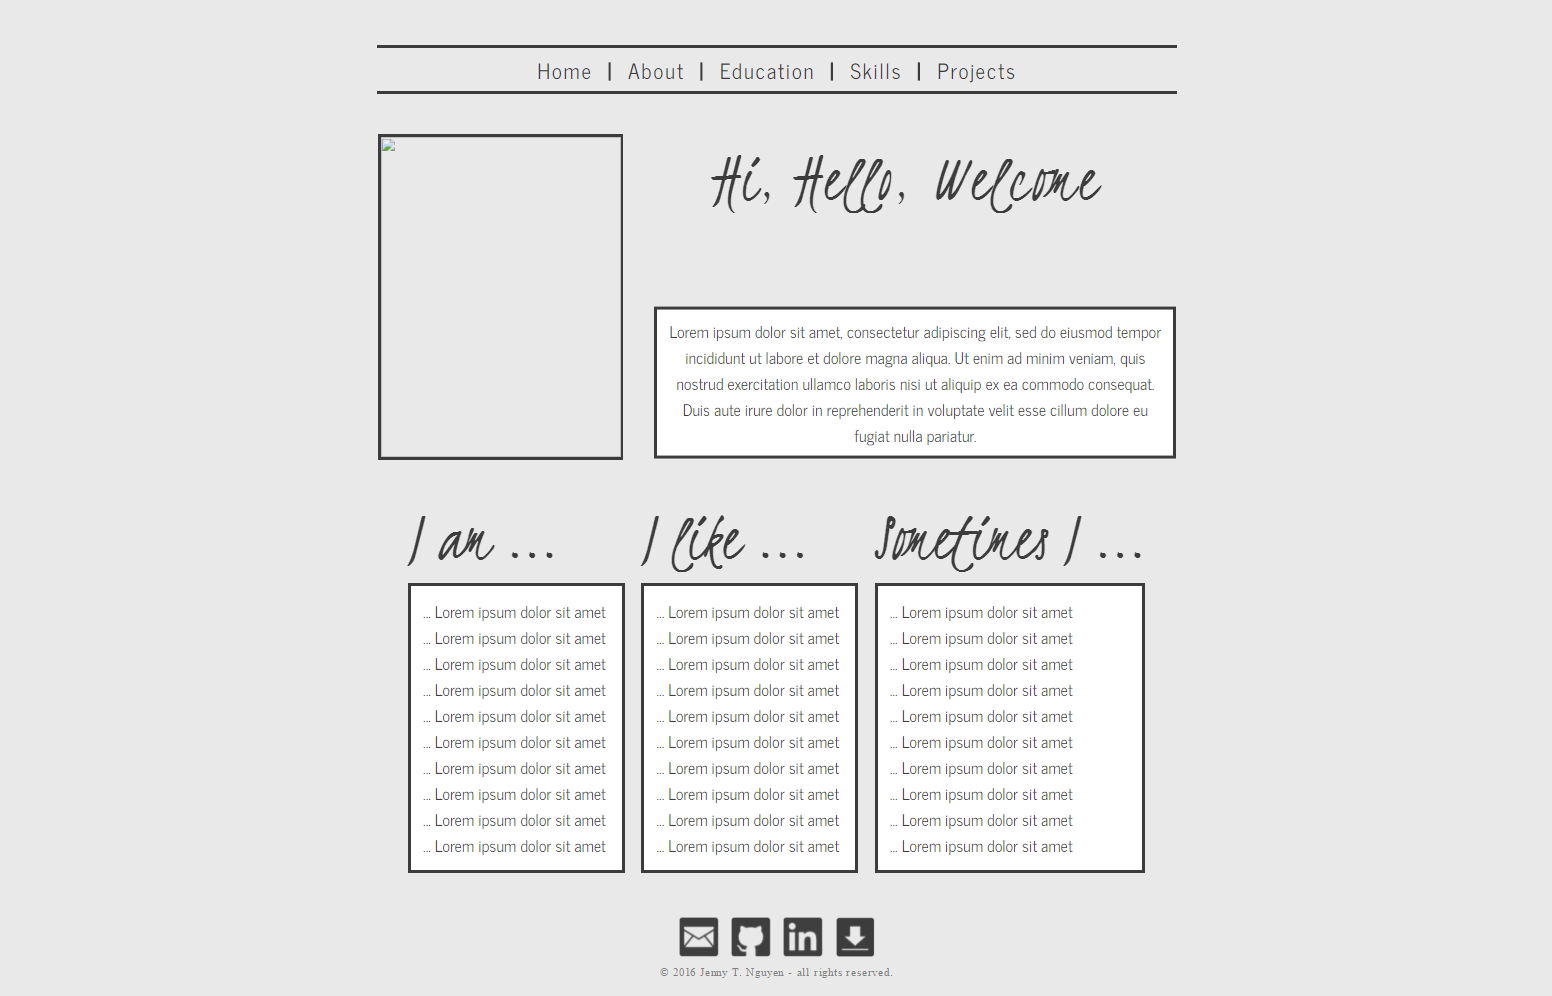 Home | About | Education | Skills | Projects
Hi, Hello, Welcome
Lorem ipsum dolor sit amet, consectetur adipiscing elit, sed do eiusmod tempor
incididunt ut labore et dolore magna aliqua. Ut enim ad minim veniam, quis
nostrud exercitation ullamco laboris nisi ut aliquip ex ea commodo consequat.
Duis aute irure dolor in reprehenderit in voluptate velit esse cillum dolore eu
fugiat nulla pariatur.
I am ...
... Lorem ipsum dolor sit amet
... Lorem ipsum dolor sit amet
... Lorem ipsum dolor sit amet
... Lorem ipsum dolor sit amet
... Lorem ipsum dolor sit amet
... Lorem ipsum dolor sit amet
... Lorem ipsum dolor sit amet
... Lorem ipsum dolor sit amet
... Lorem ipsum dolor sit amet
... Lorem ipsum dolor sit amet
I like ...
... Lorem ipsum dolor sit amet
... Lorem ipsum dolor sit amet
... Lorem ipsum dolor sit amet
... Lorem ipsum dolor sit amet
... Lorem ipsum dolor sit amet
... Lorem ipsum dolor sit amet
... Lorem ipsum dolor sit amet
... Lorem ipsum dolor sit amet
... Lorem ipsum dolor sit amet
... Lorem ipsum dolor sit amet
Sometimes I ...
... Lorem ipsum dolor sit amet
... Lorem ipsum dolor sit amet
... Lorem ipsum dolor sit amet
... Lorem ipsum dolor sit amet
... Lorem ipsum dolor sit amet
... Lorem ipsum dolor sit amet
... Lorem ipsum dolor sit amet
... Lorem ipsum dolor sit amet
... Lorem ipsum dolor sit amet
... Lorem ipsum dolor sit amet
in
© 2016 Jenny T. Nguyen - all rights reserved.